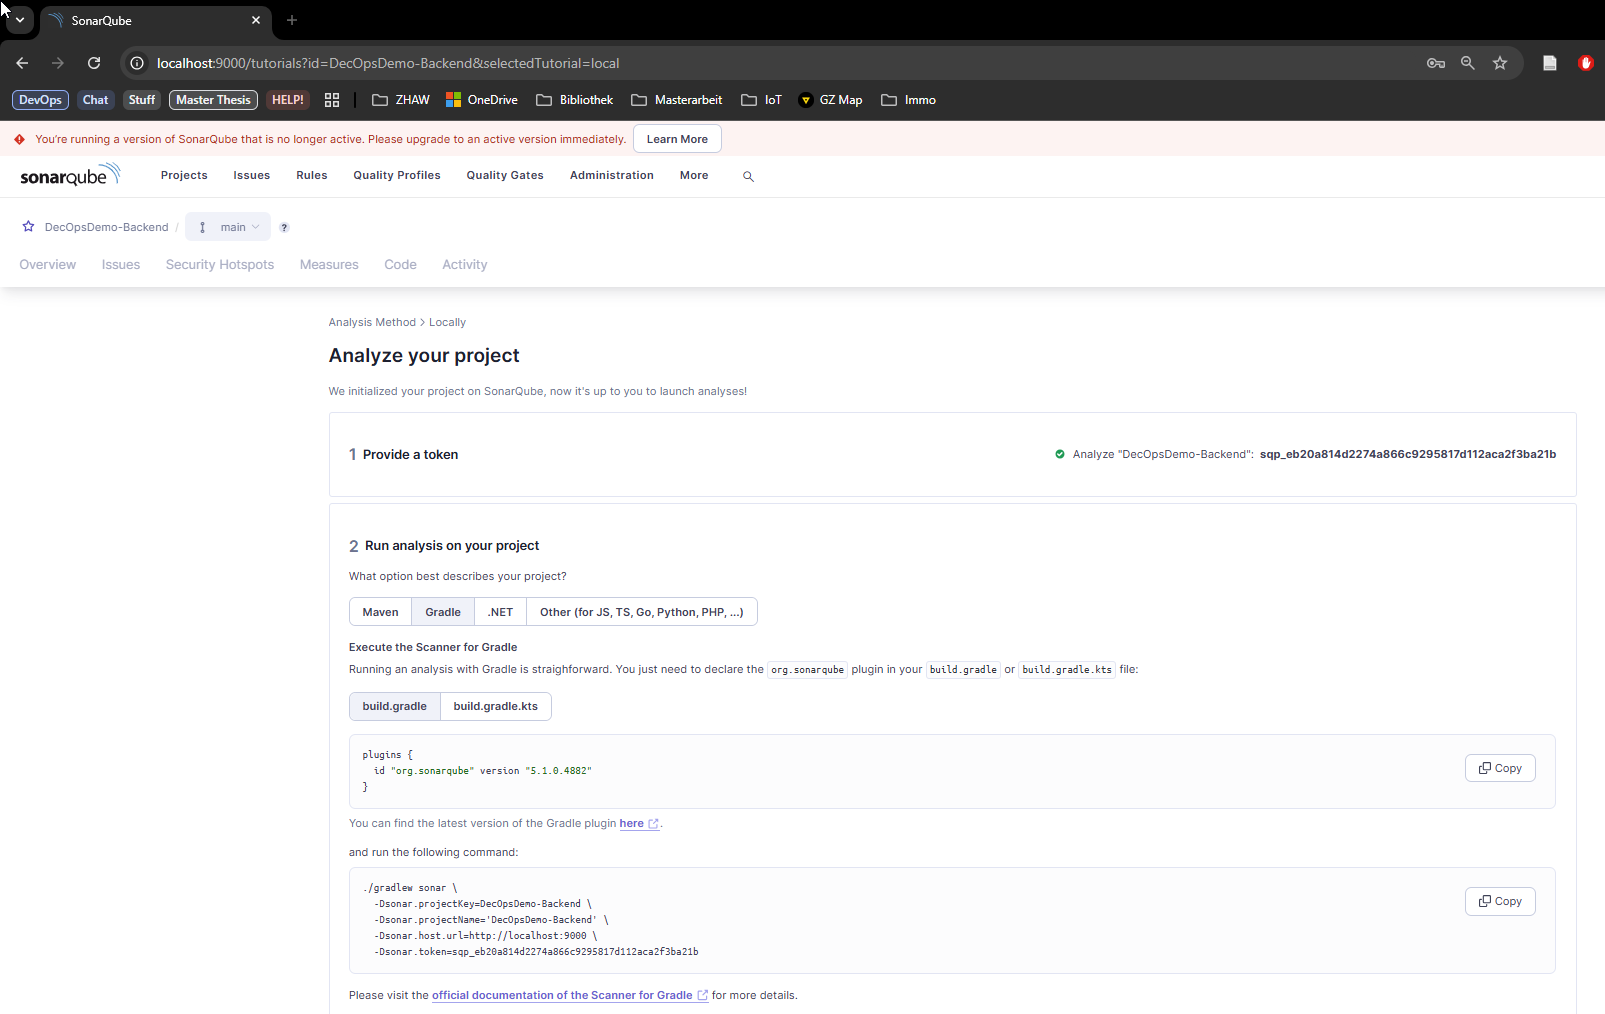 SonarQube
localhost:9000/tutorials?id=DecOpsDemo-Backend&selectedTutorial=local
DevOps Chat Stuff Master Thesis HELP! ZHAW OneDrive Bibliothek Masterarbeit IoT GZ Map Immo
You're running a version of SonarQube that is no longer active. Please upgrade to an active version immediately. Learn More
sonarqube Projects Issues Rules Quality Profiles Quality Gates Administration More
DecOpsDemo-Backend / main ?
Overview Issues Security Hotspots Measures Code Activity
Analysis Method > Locally
Analyze your project
We initialized your project on SonarQube, now it's up to you to launch analyses!
1 Provide a token Analyze "DecOpsDemo-Backend": sqp_eb20a814d2274a866c9295817d112aca2f3ba21b
2 Run analysis on your project
What option best describes your project?
Maven Gradle .NET Other (for JS, TS, Go, Python, PHP, ...)
Execute the Scanner for Gradle
Running an analysis with Gradle is straighforward. You just need to declare the org.sonarqube plugin in your build.gradle or build.gradle.kts file:
build.gradle build.gradle.kts
plugins {
id "org.sonarqube" version "5.1.0.4882"
}
Copy
You can find the latest version of the Gradle plugin here.
and run the following command:
./gradlew sonar \
-Dsonar.projectKey=DecOpsDemo-Backend \
-Dsonar.projectName='DecOpsDemo-Backend' \
-Dsonar.host.url=http://localhost:9000 \
-Dsonar.token=sqp_eb20a814d2274a866c9295817d112aca2f3ba21b
Copy
Please visit the official documentation of the Scanner for Gradle for more details.